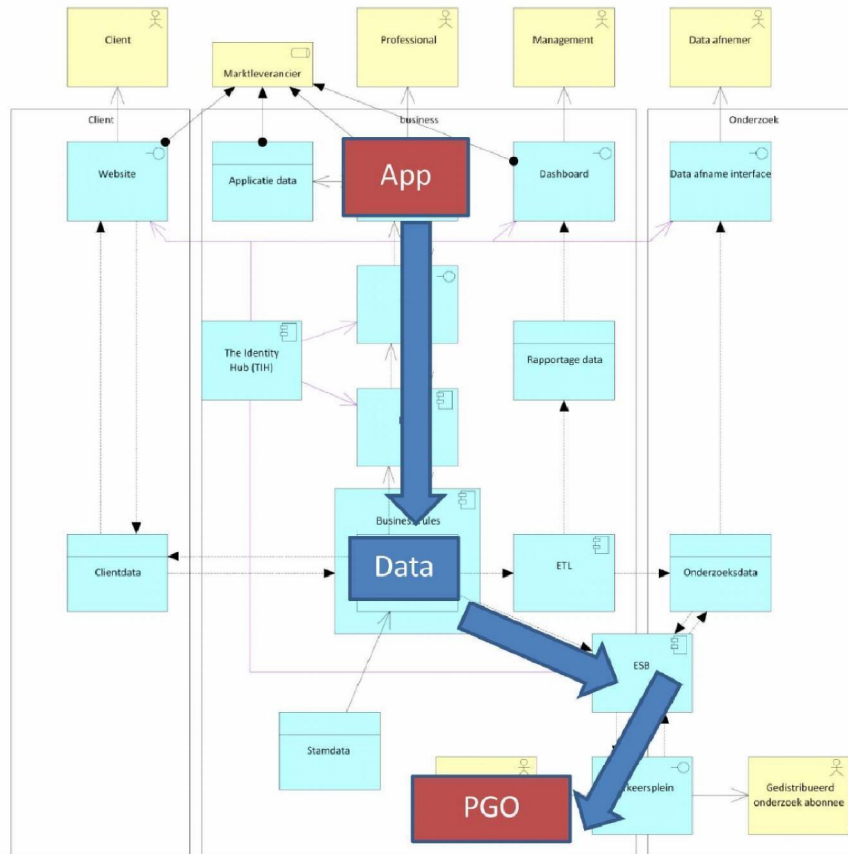 Client
Marktleverancier
Professional
Management
Data afnemer
Client
business
Onderzoek
Website
Applicatie data
App
Dashboard
Data afname interface
The Identity
Hub (TIH)
Rapportage data
Business rules
Clientdata
Data
ETL
Onderzoeksdata
ESB
Stamdata
PGO
Gedistribueerd
onderzoek abonnee